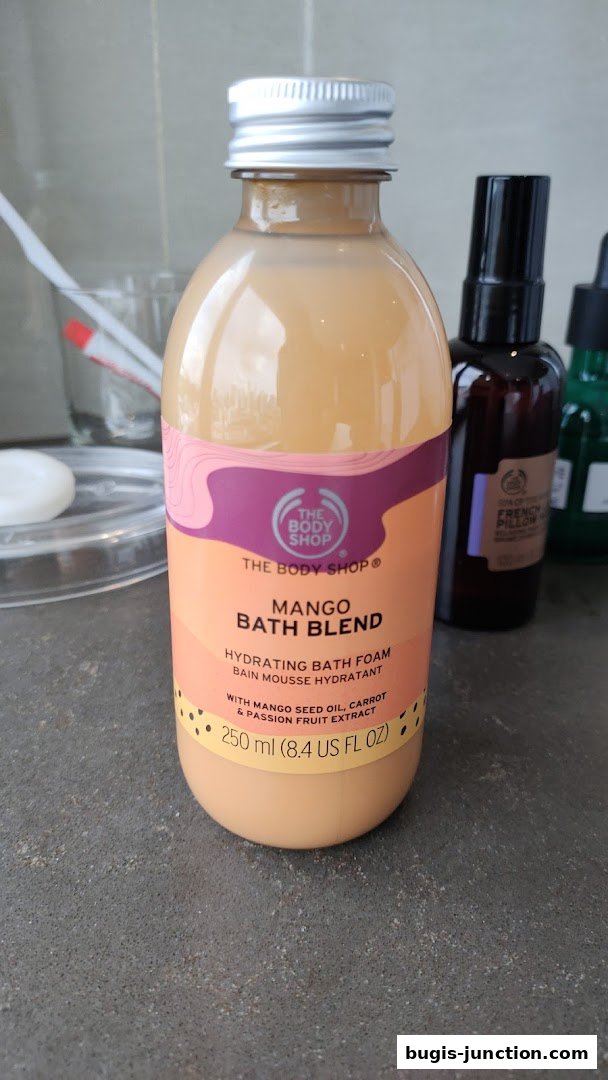 THE
BODY
SHOP
®
THE BODY SHOP®
MANGO
BATH BLEND
HYDRATING BATH FOAM
BAIN MOUSSE HYDRATANT
WITH MANGO SEED OIL, CARROT
& PASSION FRUIT EXTRACT
250 ml (8.4 US FL OZ)
FRENCH
PILLOW
bugis-junction.com